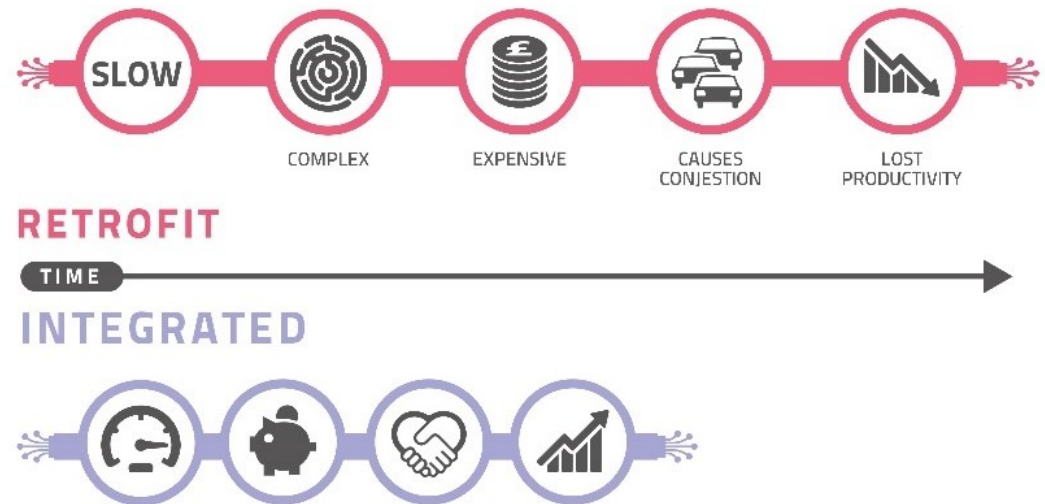 SLOW
£
COMPLEX
EXPENSIVE
CAUSES
CONJESTION
LOST
PRODUCTIVITY
RETROFIT
TIME
INTEGRATED